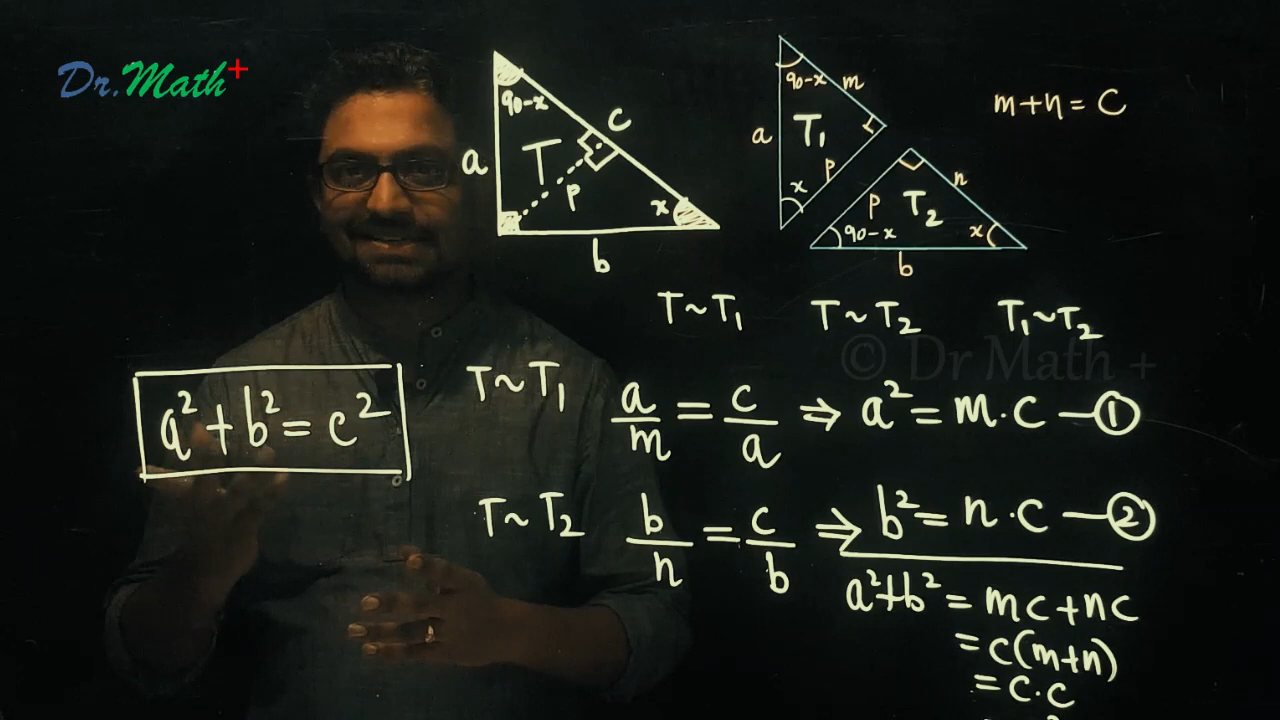 Dr.Math+
90-x
a
T
c
p
x
b
90-x
m
a
T₁
p
x
n
p
T₂
90-x
x
b
m+n = C
T~T₁ T~T₂ T₁~T₂
© Dr Math +
a²+b²=c²
T~T₁ a/m = c/a ⇒ a² = m·c —①
T~T₂ b/n = c/b ⇒ b² = n·c —②
a²+b² = mc+nc
= c(m+n)
= c·c